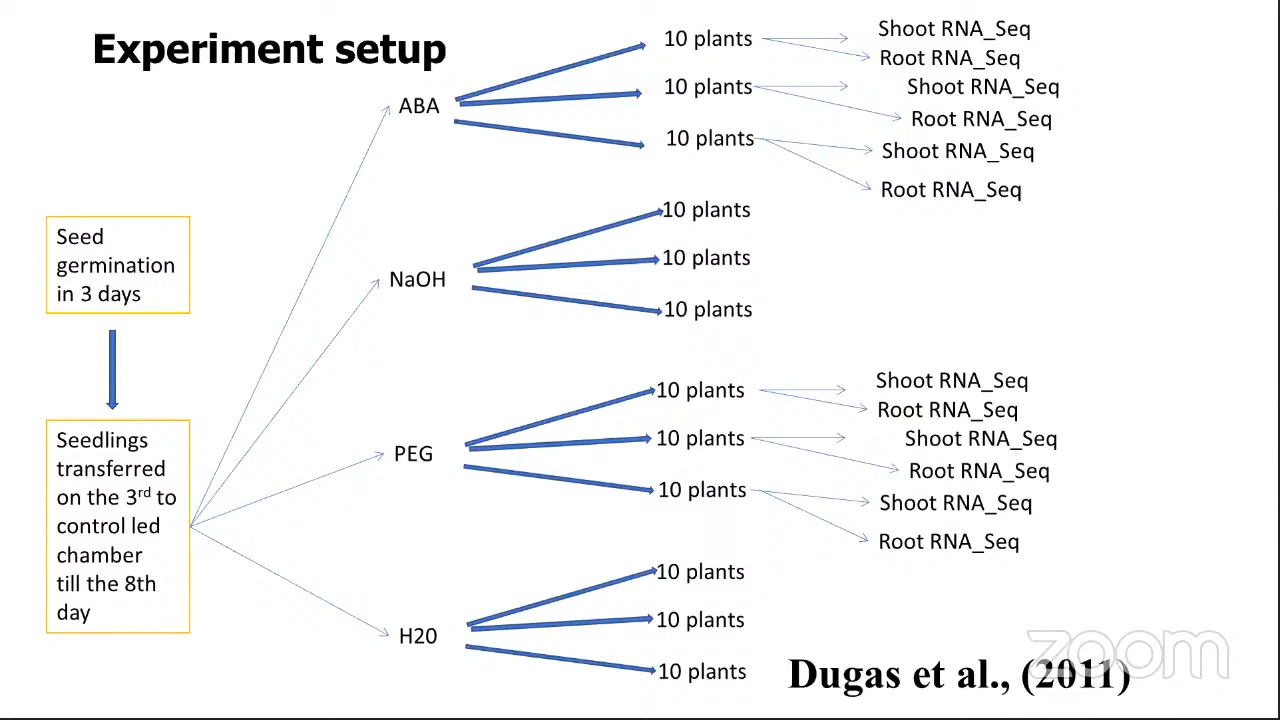 Experiment setup
Seed
germination
in 3 days
Seedlings
transferred
on the 3rd to
control led
chamber
till the 8th
day
ABA
10 plants
Shoot RNA_Seq
Root RNA_Seq
10 plants
Shoot RNA_Seq
Root RNA_Seq
10 plants
Shoot RNA_Seq
Root RNA_Seq
NaOH
10 plants
10 plants
10 plants
PEG
10 plants
Shoot RNA_Seq
Root RNA_Seq
10 plants
Shoot RNA_Seq
Root RNA_Seq
10 plants
Shoot RNA_Seq
Root RNA_Seq
H20
10 plants
10 plants
10 plants
Dugas et al., (2011)
zoom